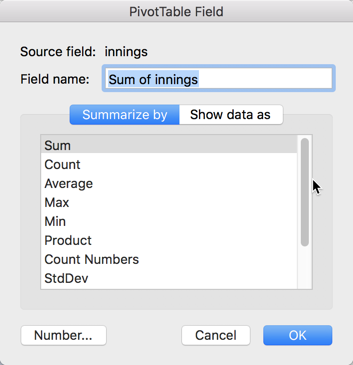 PivotTable Field
Source field: innings
Field name: Sum of innings
Summarize by Show data as
Sum
Count
Average
Max
Min
Product
Count Numbers
StdDev
Number... Cancel OK